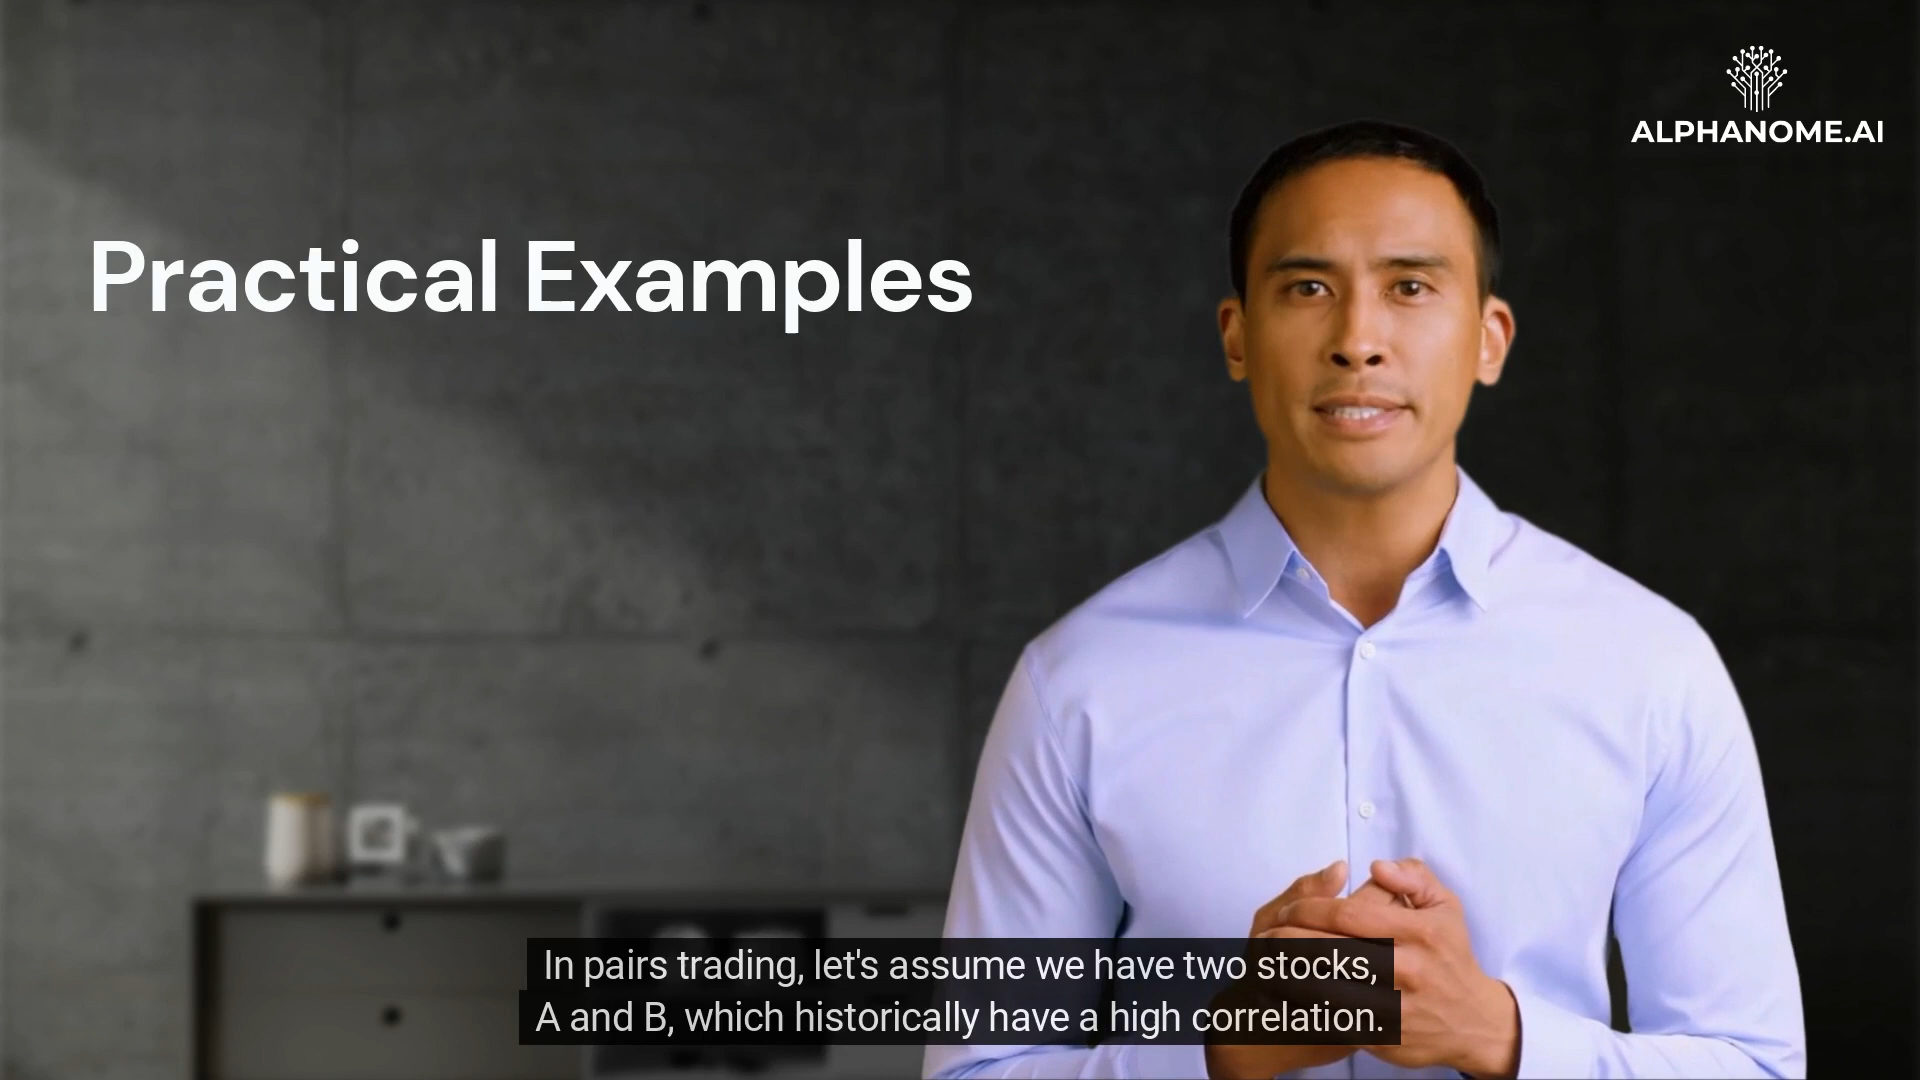 ALPHANOME.AI
Practical Examples
In pairs trading, let's assume we have two stocks,
A and B, which historically have a high correlation.